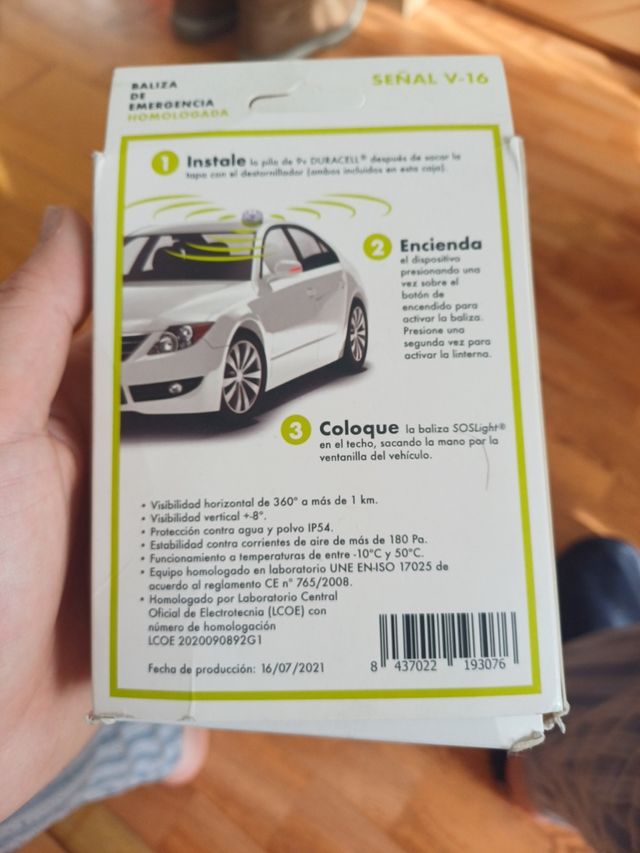 BALIZA
DE
EMERGENCIA
HOMOLOGADA
SEÑAL V-16
1 Instale la pila de 9v DURACELL® después de sacar la
tapa con el destornillador (ambos incluidos en esta caja).
2 Encienda
el dispositivo
presionando una
vez sobre el
botón de
encendido para
activar la baliza.
Presione una
segunda vez para
activar la linterna.
3 Coloque la baliza SOSLight®
en el techo, sacando la mano por la
ventanilla del vehículo.
• Visibilidad horizontal de 360° a más de 1 km.
• Visibilidad vertical +-8°.
• Protección contra agua y polvo IP54.
• Estabilidad contra corrientes de aire de más de 180 Pa.
• Funcionamiento a temperaturas de entre -10°C y 50°C.
• Equipo homologado en laboratorio UNE EN-ISO 17025 de
acuerdo al reglamento CE n° 765/2008.
• Homologado por Laboratorio Central
Oficial de Electrotecnia (LCOE) con
número de homologación
LCOE 2020090892G1
Fecha de producción: 16/07/2021
8 437022 193076